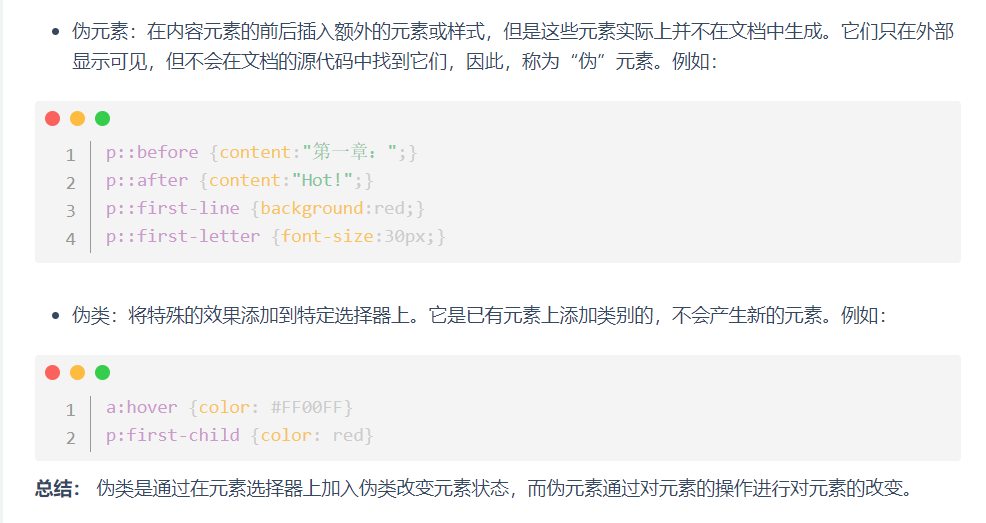 伪元素：在内容元素的前后插入额外的元素或样式，但是这些元素实际上并不在文档中生成。它们只在外部
显示可见，但不会在文档的源代码中找到它们，因此，称为“伪”元素。例如：
1 p::before {content:"第一章：";}
2 p::after {content:"Hot!";}
3 p::first-line {background:red;}
4 p::first-letter {font-size:30px;}
伪类：将特殊的效果添加到特定选择器上。它是已有元素上添加类别的，不会产生新的元素。例如：
1 a:hover {color: #FF00FF}
2 p:first-child {color: red}
总结： 伪类是通过在元素选择器上加入伪类改变元素状态，而伪元素通过对元素的操作进行对元素的改变。